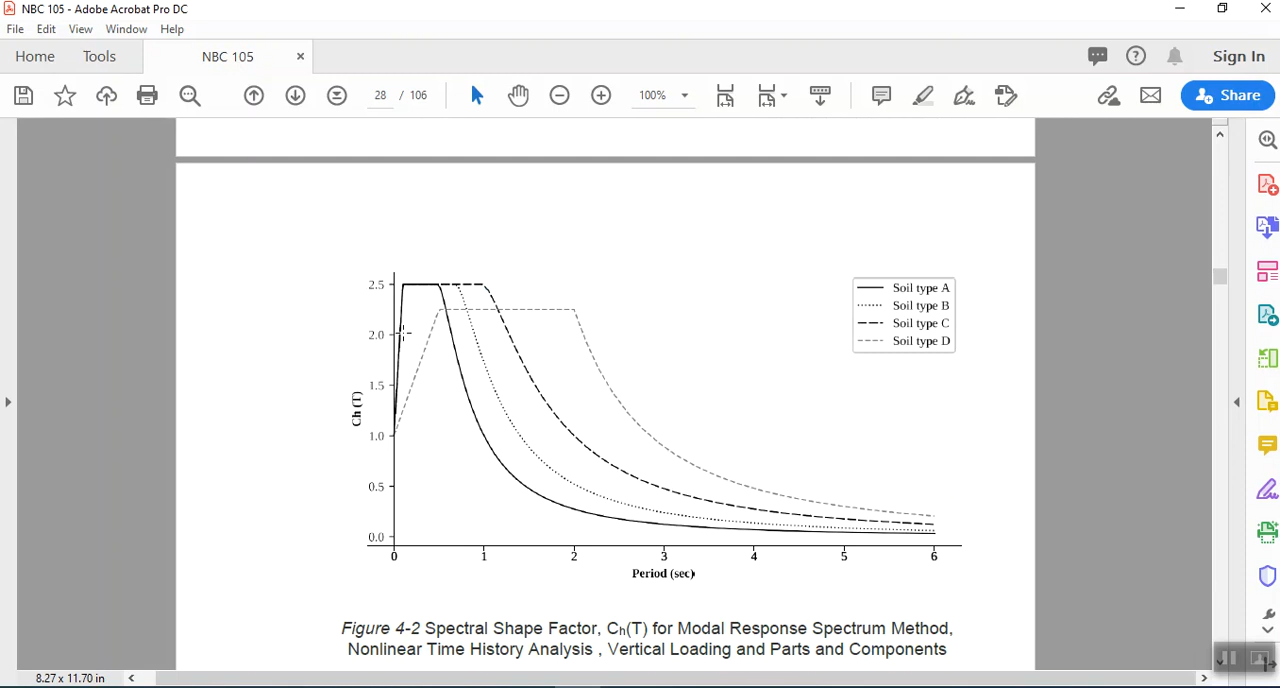 NBC 105 - Adobe Acrobat Pro DC
File Edit View Window Help
Home Tools NBC 105 × Sign In
28 / 106 100% Share
2.5
2.0
1.5
1.0
0.5
0.0
Ch (T)
Soil type A
Soil type B
Soil type C
Soil type D
0 1 2 3 4 5 6
Period (sec)
Figure 4-2 Spectral Shape Factor, Ch(T) for Modal Response Spectrum Method,
Nonlinear Time History Analysis , Vertical Loading and Parts and Components
8.27 x 11.70 in